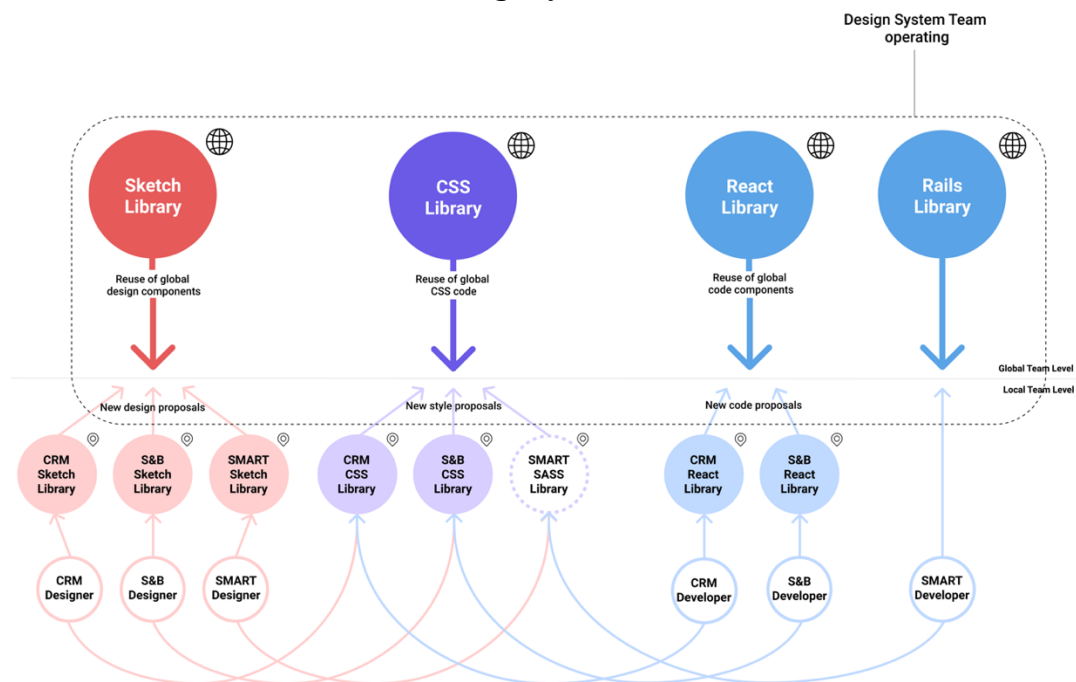 Design System Team
operating
Sketch
Library
CSS
Library
React
Library
Rails
Library
Reuse of global
design components
Reuse of global
CSS code
Reuse of global
code components
Global Team Level
Local Team Level
New design proposals
New style proposals
New code proposals
CRM
Sketch
Library
S&B
Sketch
Library
SMART
Sketch
Library
CRM
CSS
Library
S&B
CSS
Library
SMART
SASS
Library
CRM
React
Library
S&B
React
Library
CRM
Designer
S&B
Designer
SMART
Designer
CRM
Developer
S&B
Developer
SMART
Developer